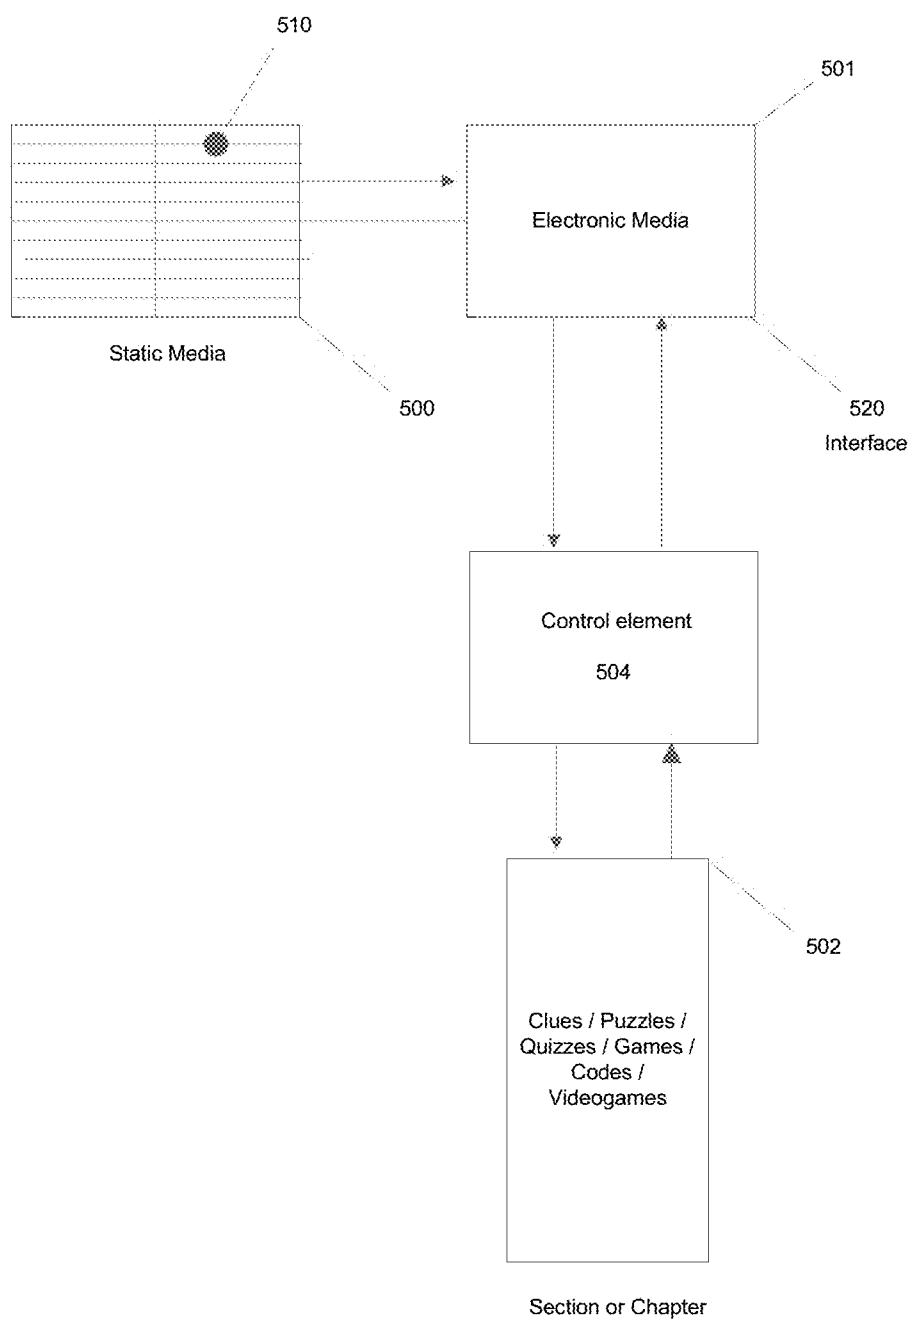 510
501
Electronic Media
Static Media
500
520
Interface
Control element
504
502
Clues / Puzzles /
Quizzes / Games /
Codes /
Videogames
Section or Chapter